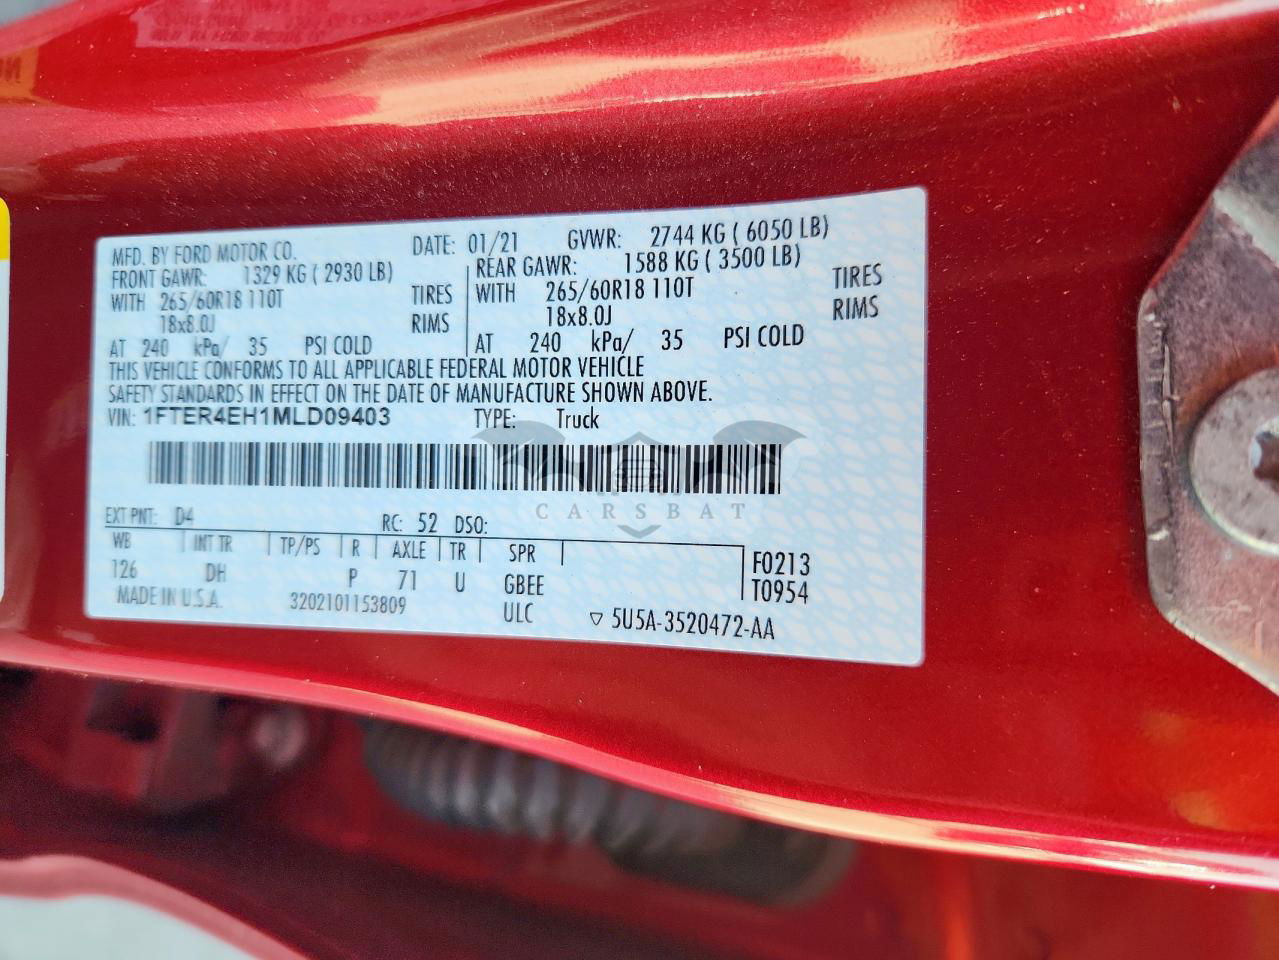 MFD. BY FORD MOTOR CO. DATE: 01/21 GVWR: 2744 KG ( 6050 LB)
FRONT GAWR: 1329 KG ( 2930 LB) REAR GAWR: 1588 KG ( 3500 LB)
WITH 265/60R18 110T TIRES WITH 265/60R18 110T TIRES
18x8.0J RIMS 18x8.0J RIMS
AT 240 kPa/ 35 PSI COLD AT 240 kPa/ 35 PSI COLD
THIS VEHICLE CONFORMS TO ALL APPLICABLE FEDERAL MOTOR VEHICLE
SAFETY STANDARDS IN EFFECT ON THE DATE OF MANUFACTURE SHOWN ABOVE.
VIN: 1FTER4EH1MLD09403 TYPE: Truck
CARSBAT
EXT PNT: D4 RC: 52 DSO:
WB INT TR TP/PS R AXLE TR SPR F0213
126 DH P 71 U GBEE T0954
MADE IN U.S.A. 3202101153809 ULC ▽ 5U5A-3520472-AA